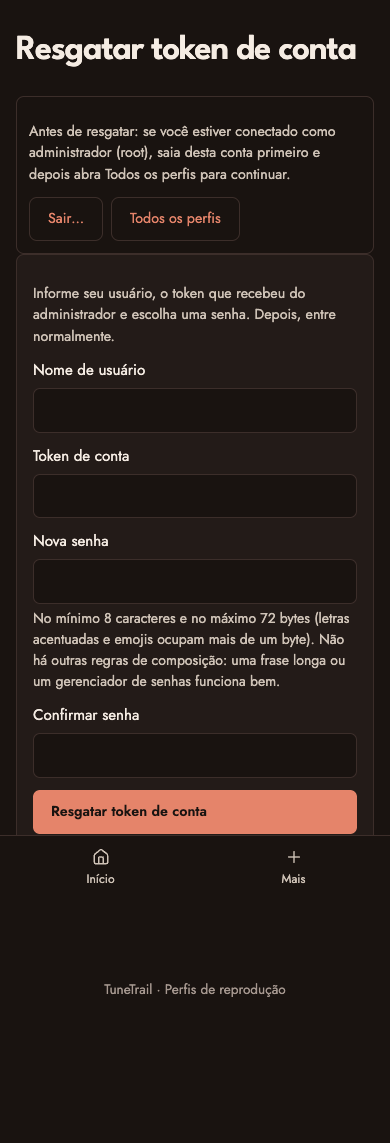 Resgatar token de conta
Antes de resgatar: se você estiver conectado como
administrador (root), saia desta conta primeiro e
depois abra Todos os perfis para continuar.
Sair…
Todos os perfis
Informe seu usuário, o token que recebeu do
administrador e escolha uma senha. Depois, entre
normalmente.
Nome de usuário
Token de conta
Nova senha
No mínimo 8 caracteres e no máximo 72 bytes (letras
acentuadas e emojis ocupam mais de um byte). Não
há outras regras de composição: uma frase longa ou
um gerenciador de senhas funciona bem.
Confirmar senha
Resgatar token de conta
Início
Mais
TuneTrail · Perfis de reprodução